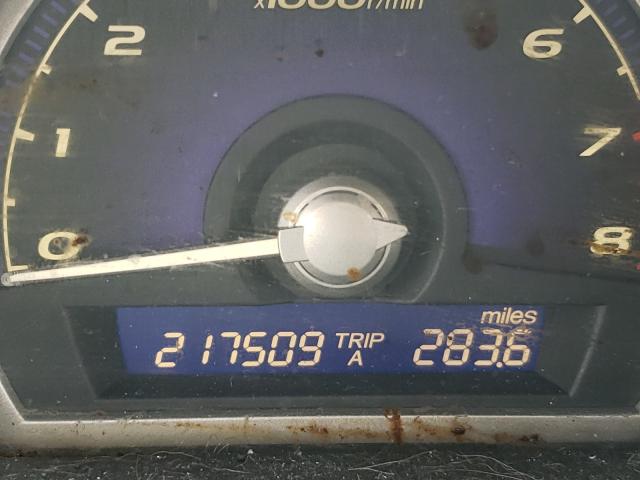 x1000r/min
2 6
1 7
0 8
miles
217509 TRIP A 283.6